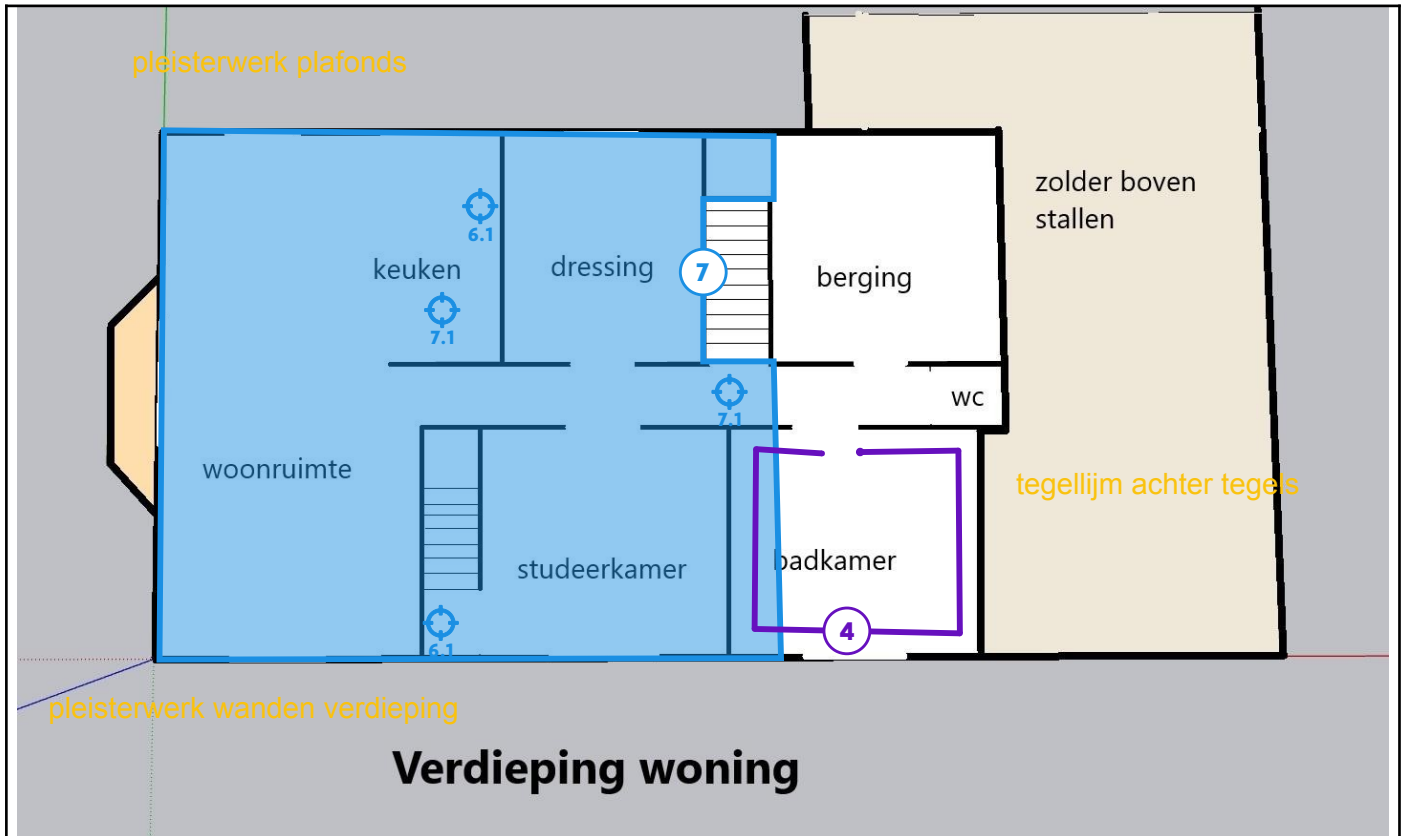 pleisterwerk plafonds
zolder boven
stallen
6.1
keuken
dressing
7
berging
7.1
7.1
wc
woonruimte
tegellijm achter tegels
studeerkamer
badkamer
6.1
4
pleisterwerk wanden verdieping
Verdieping woning